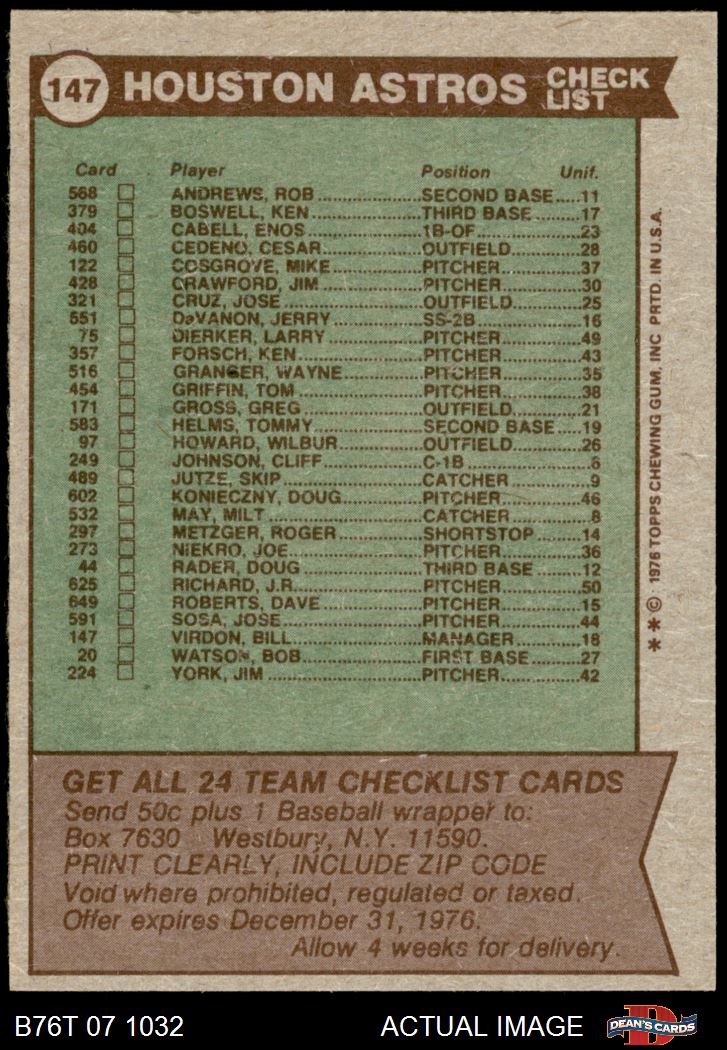 147 HOUSTON ASTROS CHECK LIST
Card Player Position Unif.
568 ANDREWS, ROB SECOND BASE 11
379 BOSWELL, KEN THIRD BASE 17
404 CABELL, ENOS 1B-OF 23
460 CEDENO, CESAR OUTFIELD 28
122 COSGROVE, MIKE PITCHER 37
428 CRAWFORD, JIM PITCHER 30
321 CRUZ, JOSE OUTFIELD 25
551 DaVANON, JERRY SS-2B 16
75 DIERKER, LARRY PITCHER 49
357 FORSCH, KEN PITCHER 43
516 GRANGER, WAYNE PITCHER 35
454 GRIFFIN, TOM PITCHER 38
171 GROSS, GREG OUTFIELD 21
583 HELMS, TOMMY SECOND BASE 19
97 HOWARD, WILBUR OUTFIELD 26
249 JOHNSON, CLIFF C-1B 6
489 JUTZE, SKIP CATCHER 9
602 KONIECZNY, DOUG PITCHER 46
532 MAY, MILT CATCHER 8
297 METZGER, ROGER SHORTSTOP 14
273 NIEKRO, JOE PITCHER 36
44 RADER, DOUG THIRD BASE 12
625 RICHARD, J.R. PITCHER 50
649 ROBERTS, DAVE PITCHER 15
591 SOSA, JOSE PITCHER 44
147 VIRDON, BILL MANAGER 18
20 WATSON, BOB FIRST BASE 27
224 YORK, JIM PITCHER 42
**© 1976 TOPPS CHEWING GUM, INC PRTD. IN U.S.A.
GET ALL 24 TEAM CHECKLIST CARDS
Send 50c plus 1 Baseball wrapper to:
Box 7630 Westbury, N.Y. 11590.
PRINT CLEARLY, INCLUDE ZIP CODE
Void where prohibited, regulated or taxed.
Offer expires December 31, 1976.
Allow 4 weeks for delivery.
B76T 07 1032 ACTUAL IMAGE DEAN'S CARDS